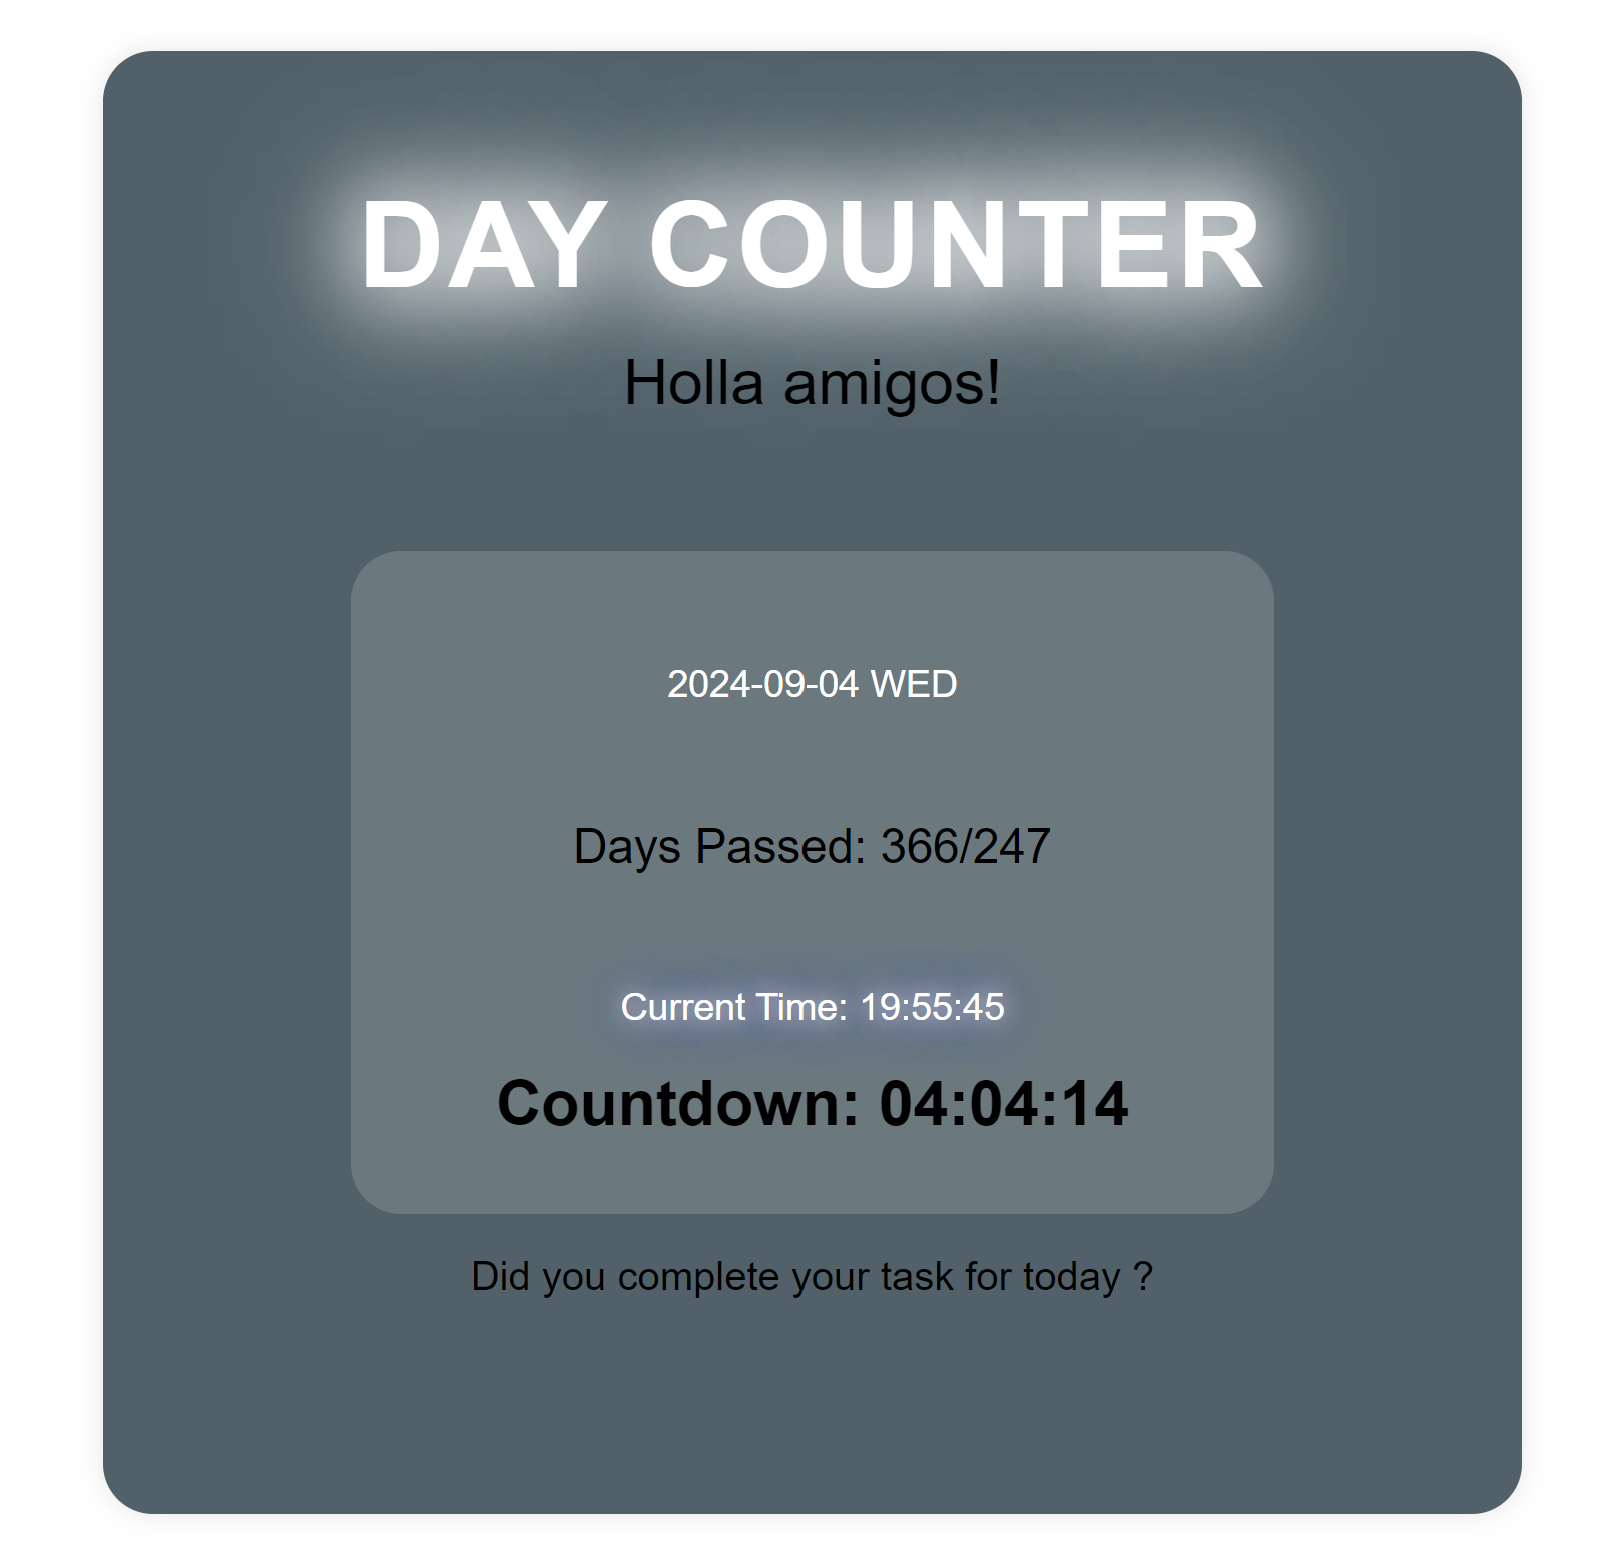 DAY COUNTER
Holla amigos!
2024-09-04 WED
Days Passed: 366/247
Current Time: 19:55:45
Countdown: 04:04:14
Did you complete your task for today ?